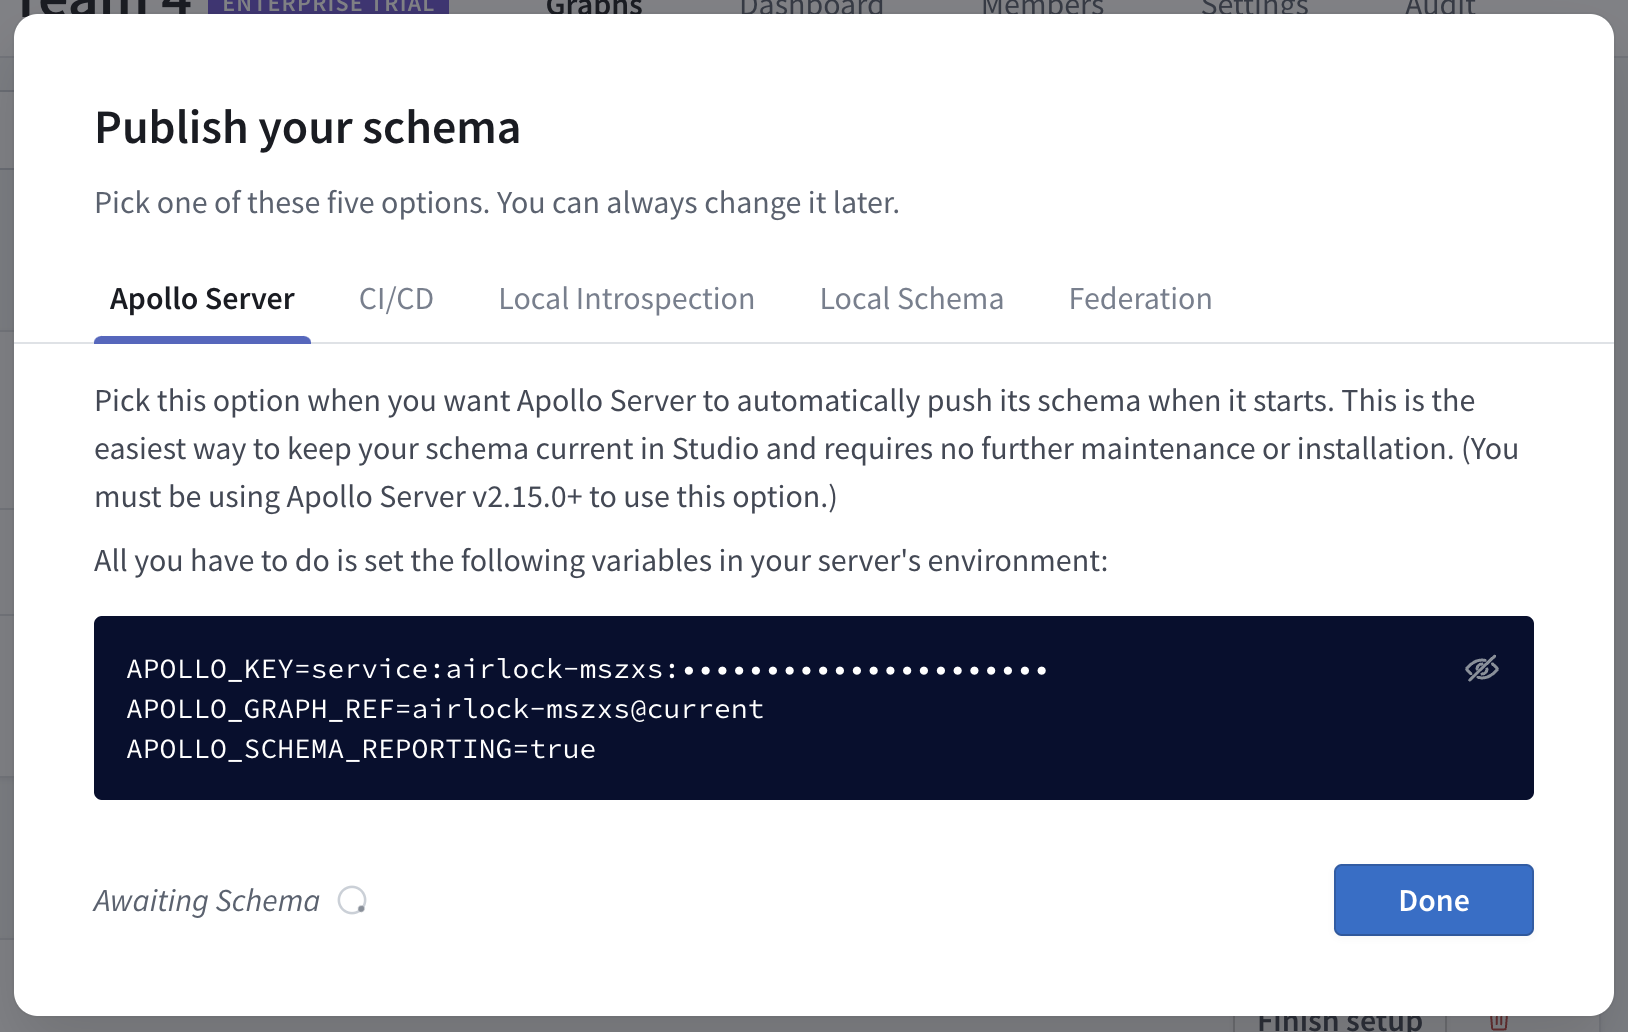 Team 4 ENTERPRISE TRIAL Graphs Dashboard Members Settings Audit
Publish your schema
Pick one of these five options. You can always change it later.
Apollo Server CI/CD Local Introspection Local Schema Federation
Pick this option when you want Apollo Server to automatically push its schema when it starts. This is the
easiest way to keep your schema current in Studio and requires no further maintenance or installation. (You
must be using Apollo Server v2.15.0+ to use this option.)
All you have to do is set the following variables in your server's environment:
APOLLO_KEY=service:airlock-mszxs:••••••••••••••••••••••
APOLLO_GRAPH_REF=airlock-mszxs@current
APOLLO_SCHEMA_REPORTING=true
Awaiting Schema
Done
Finish setup